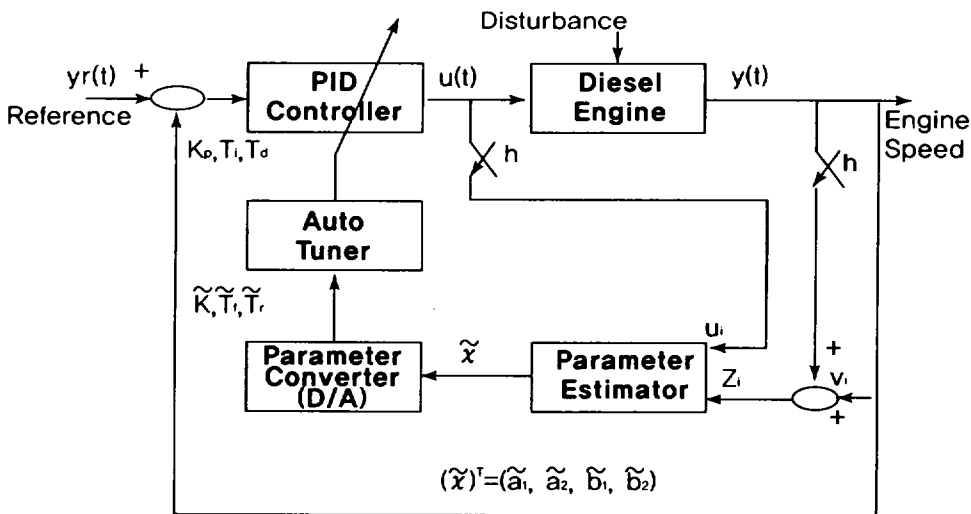 Disturbance
yr(t) +
Reference
PID
Controller
u(t)
Diesel
Engine
y(t)
Engine
Speed
Kₚ,Tᵢ,T_d
h
h
Auto
Tuner
K̃,T̃f,T̃r
Parameter
Converter
(D/A)
x̃
Parameter
Estimator
uᵢ
Zᵢ
+
vᵢ
+
(x̃)ᵀ=(ã₁, ã₂, b̃₁, b̃₂)